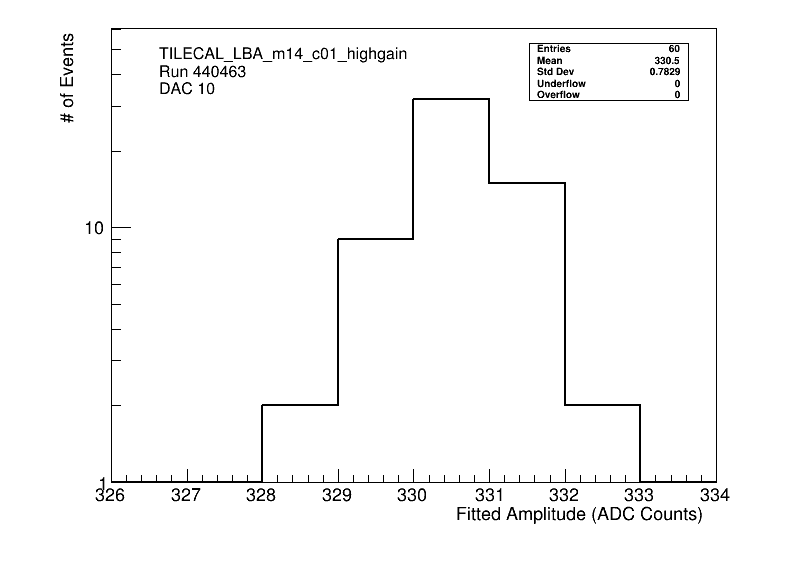 TILECAL_LBA_m14_c01_highgain
Run 440463
DAC 10
Entries 60
Mean 330.5
Std Dev 0.7829
Underflow 0
Overflow 0
# of Events
10
1
326 327 328 329 330 331 332 333 334
Fitted Amplitude (ADC Counts)